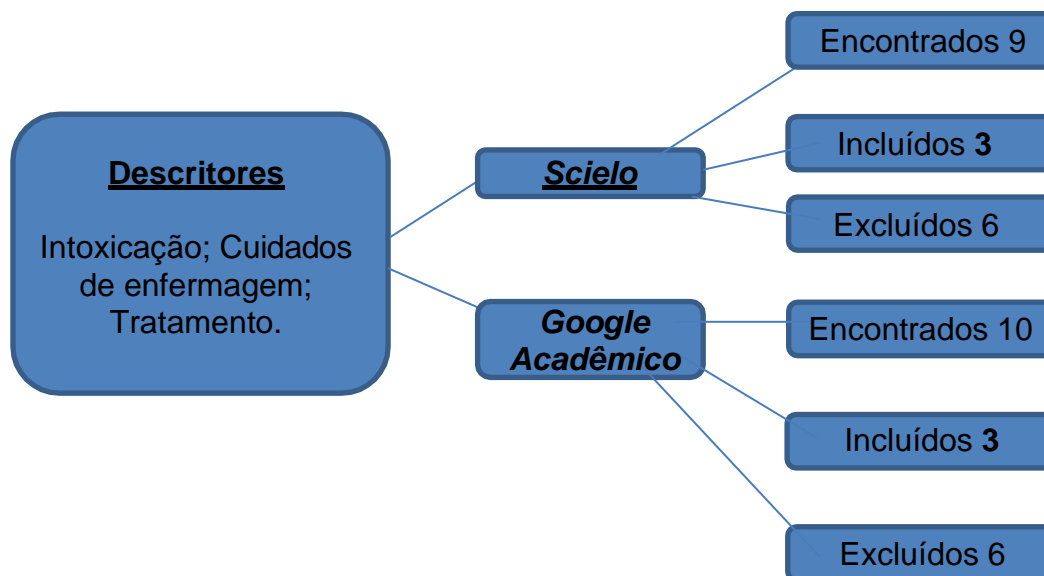 Descritores
Intoxicação; Cuidados
de enfermagem;
Tratamento.
Scielo
Encontrados 9
Incluídos 3
Excluídos 6
Google
Acadêmico
Encontrados 10
Incluídos 3
Excluídos 6